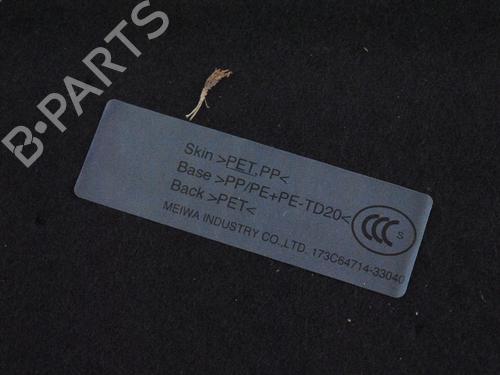 B·PARTS
Skin >PET,PP<
Base >PP/PE+PE-TD20<
Back >PET<
CCC S
MEIWA INDUSTRY CO.,LTD. 173C64714-33040